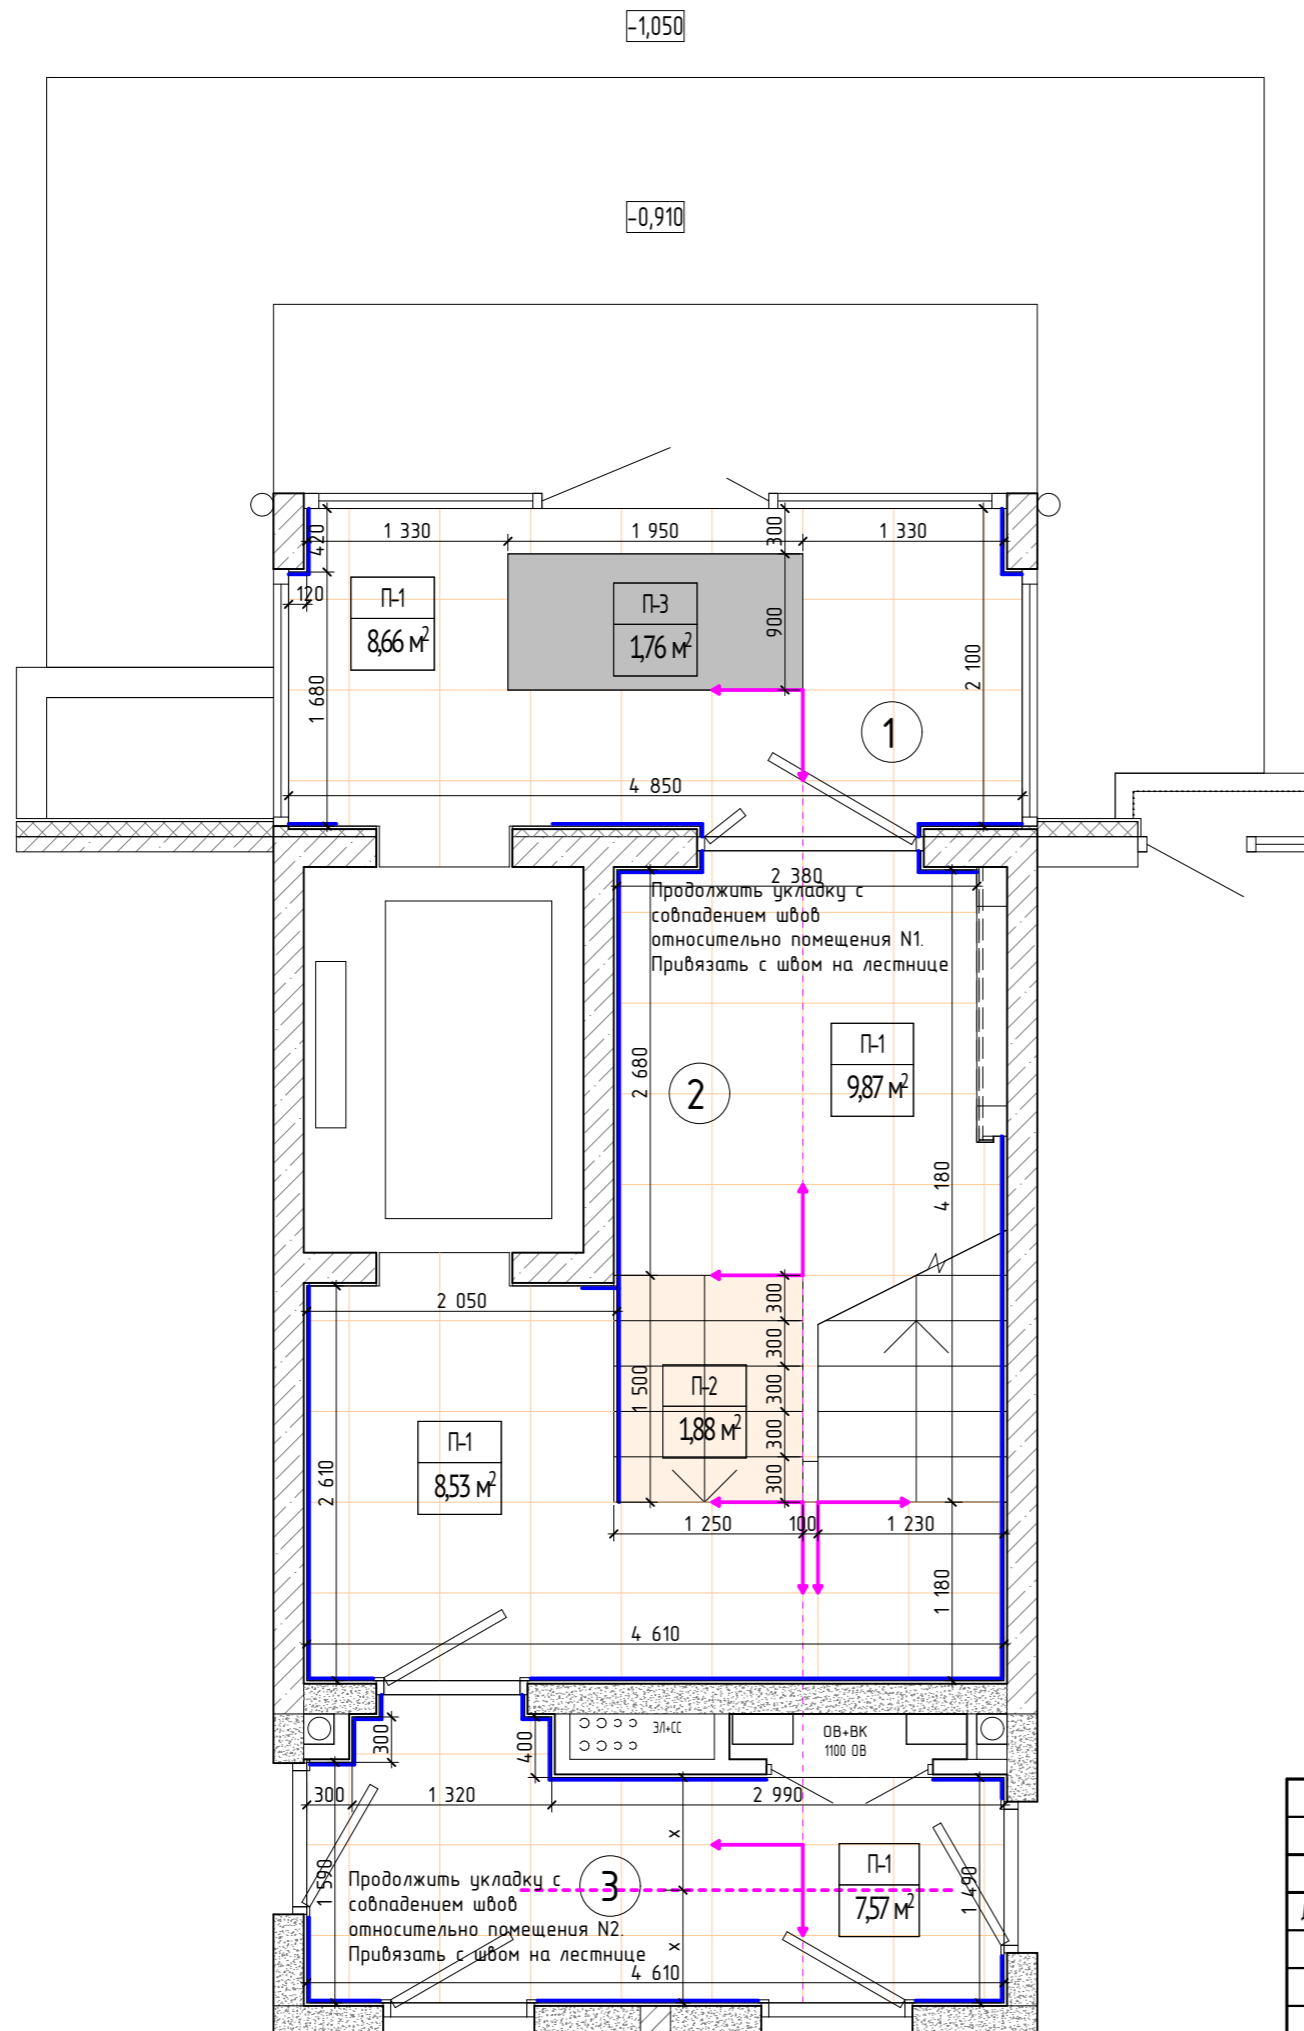 -1,050
-0,910
1 330
1 950
1 330
420
300
120
П-1
8,66 м²
П-3
1,76 м²
900
2 100
1 680
1
4 850
2 380
Продолжить укладку с
совпадением швов
относительно помещения N1.
Привязать с швом на лестнице
2 680
2
П-1
9,87 м²
4 180
2 050
300
300
300
300
300
1 500
П-2
1,88 м²
П-1
8,53 м²
2 610
1 250
100
1 230
1 180
4 610
300
400
ЭЛ+СС
ОВ+ВК
1100 ОВ
300
1 320
2 990
x
1 590
3
П-1
7,57 м²
1 490
Продолжить укладку с
совпадением швов
относительно помещения N2.
Привязать с швом на лестнице
x
4 610